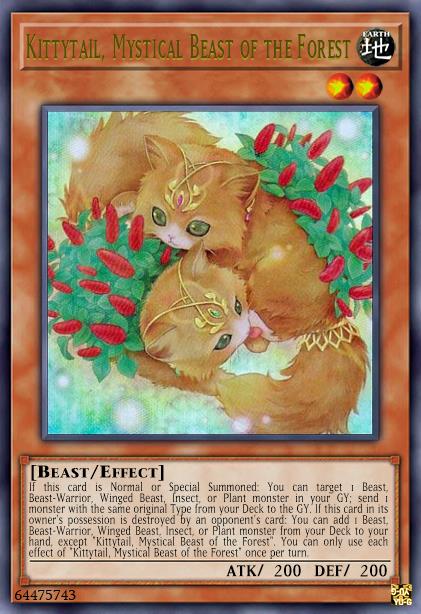 Kittytail, Mystical Beast of the Forest
EARTH
地
[Beast/Effect]
If this card is Normal or Special Summoned: You can target 1 Beast,
Beast-Warrior, Winged Beast, Insect, or Plant monster in your GY; send 1
monster with the same original Type from your Deck to the GY. If this card in its
owner's possession is destroyed by an opponent's card: You can add 1 Beast,
Beast-Warrior, Winged Beast, Insect, or Plant monster from your Deck to your
hand, except "Kittytail, Mystical Beast of the Forest". You can only use each
effect of "Kittytail, Mystical Beast of the Forest" once per turn.
ATK/ 200 DEF/ 200
64475743